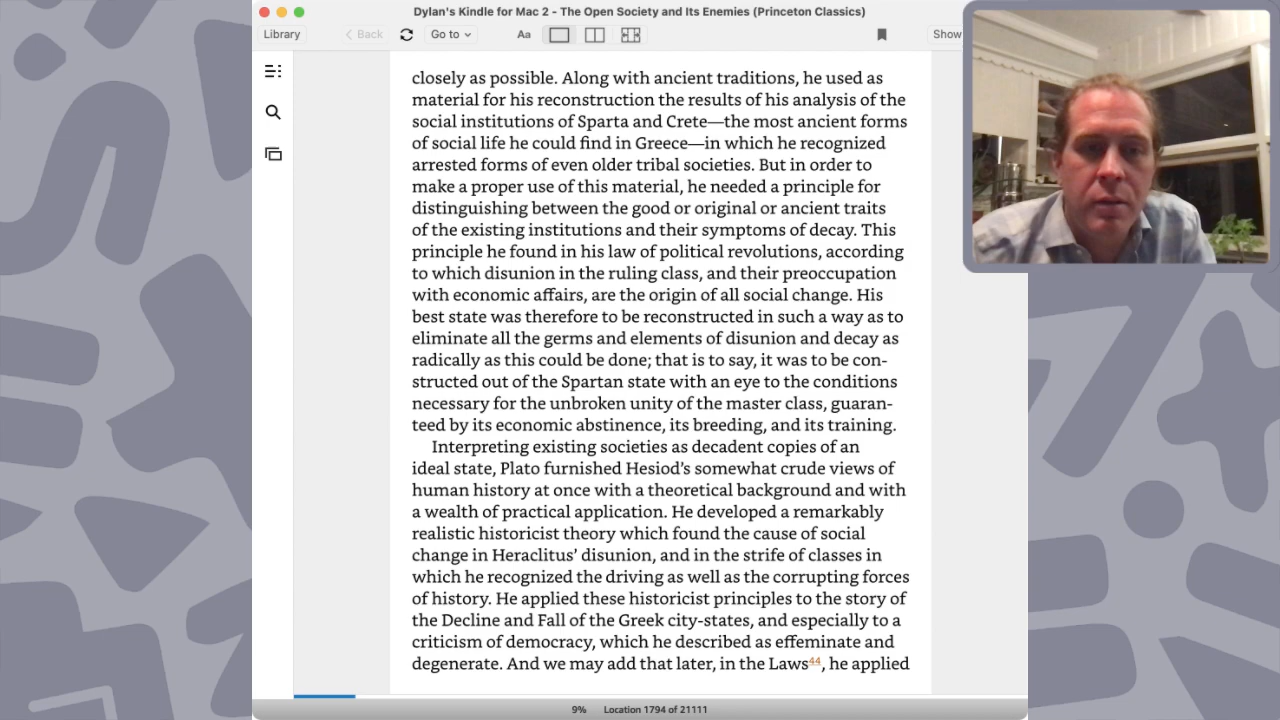 Dylan's Kindle for Mac 2 - The Open Society and Its Enemies (Princeton Classics)
Library
Back
Go to
Aa
Show
closely as possible. Along with ancient traditions, he used as
material for his reconstruction the results of his analysis of the
social institutions of Sparta and Crete—the most ancient forms
of social life he could find in Greece—in which he recognized
arrested forms of even older tribal societies. But in order to
make a proper use of this material, he needed a principle for
distinguishing between the good or original or ancient traits
of the existing institutions and their symptoms of decay. This
principle he found in his law of political revolutions, according
to which disunion in the ruling class, and their preoccupation
with economic affairs, are the origin of all social change. His
best state was therefore to be reconstructed in such a way as to
eliminate all the germs and elements of disunion and decay as
radically as this could be done; that is to say, it was to be con-
structed out of the Spartan state with an eye to the conditions
necessary for the unbroken unity of the master class, guaran-
teed by its economic abstinence, its breeding, and its training.
Interpreting existing societies as decadent copies of an
ideal state, Plato furnished Hesiod's somewhat crude views of
human history at once with a theoretical background and with
a wealth of practical application. He developed a remarkably
realistic historicist theory which found the cause of social
change in Heraclitus' disunion, and in the strife of classes in
which he recognized the driving as well as the corrupting forces
of history. He applied these historicist principles to the story of
the Decline and Fall of the Greek city-states, and especially to a
criticism of democracy, which he described as effeminate and
degenerate. And we may add that later, in the Laws44, he applied
9% Location 1794 of 21111